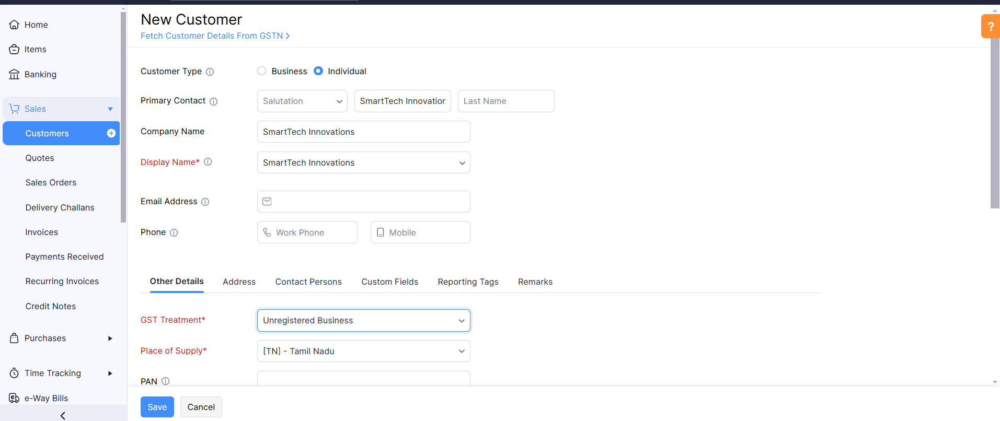 Home
Items
Banking
Sales
Customers
Quotes
Sales Orders
Delivery Challans
Invoices
Payments Received
Recurring Invoices
Credit Notes
Purchases
Time Tracking
e-Way Bills
New Customer
Fetch Customer Details From GSTN
?
Customer Type Business Individual
Primary Contact Salutation SmartTech Innovation Last Name
Company Name SmartTech Innovations
Display Name* SmartTech Innovations
Email Address
Phone Work Phone Mobile
Other Details Address Contact Persons Custom Fields Reporting Tags Remarks
GST Treatment* Unregistered Business
Place of Supply* [TN] - Tamil Nadu
PAN
Save Cancel